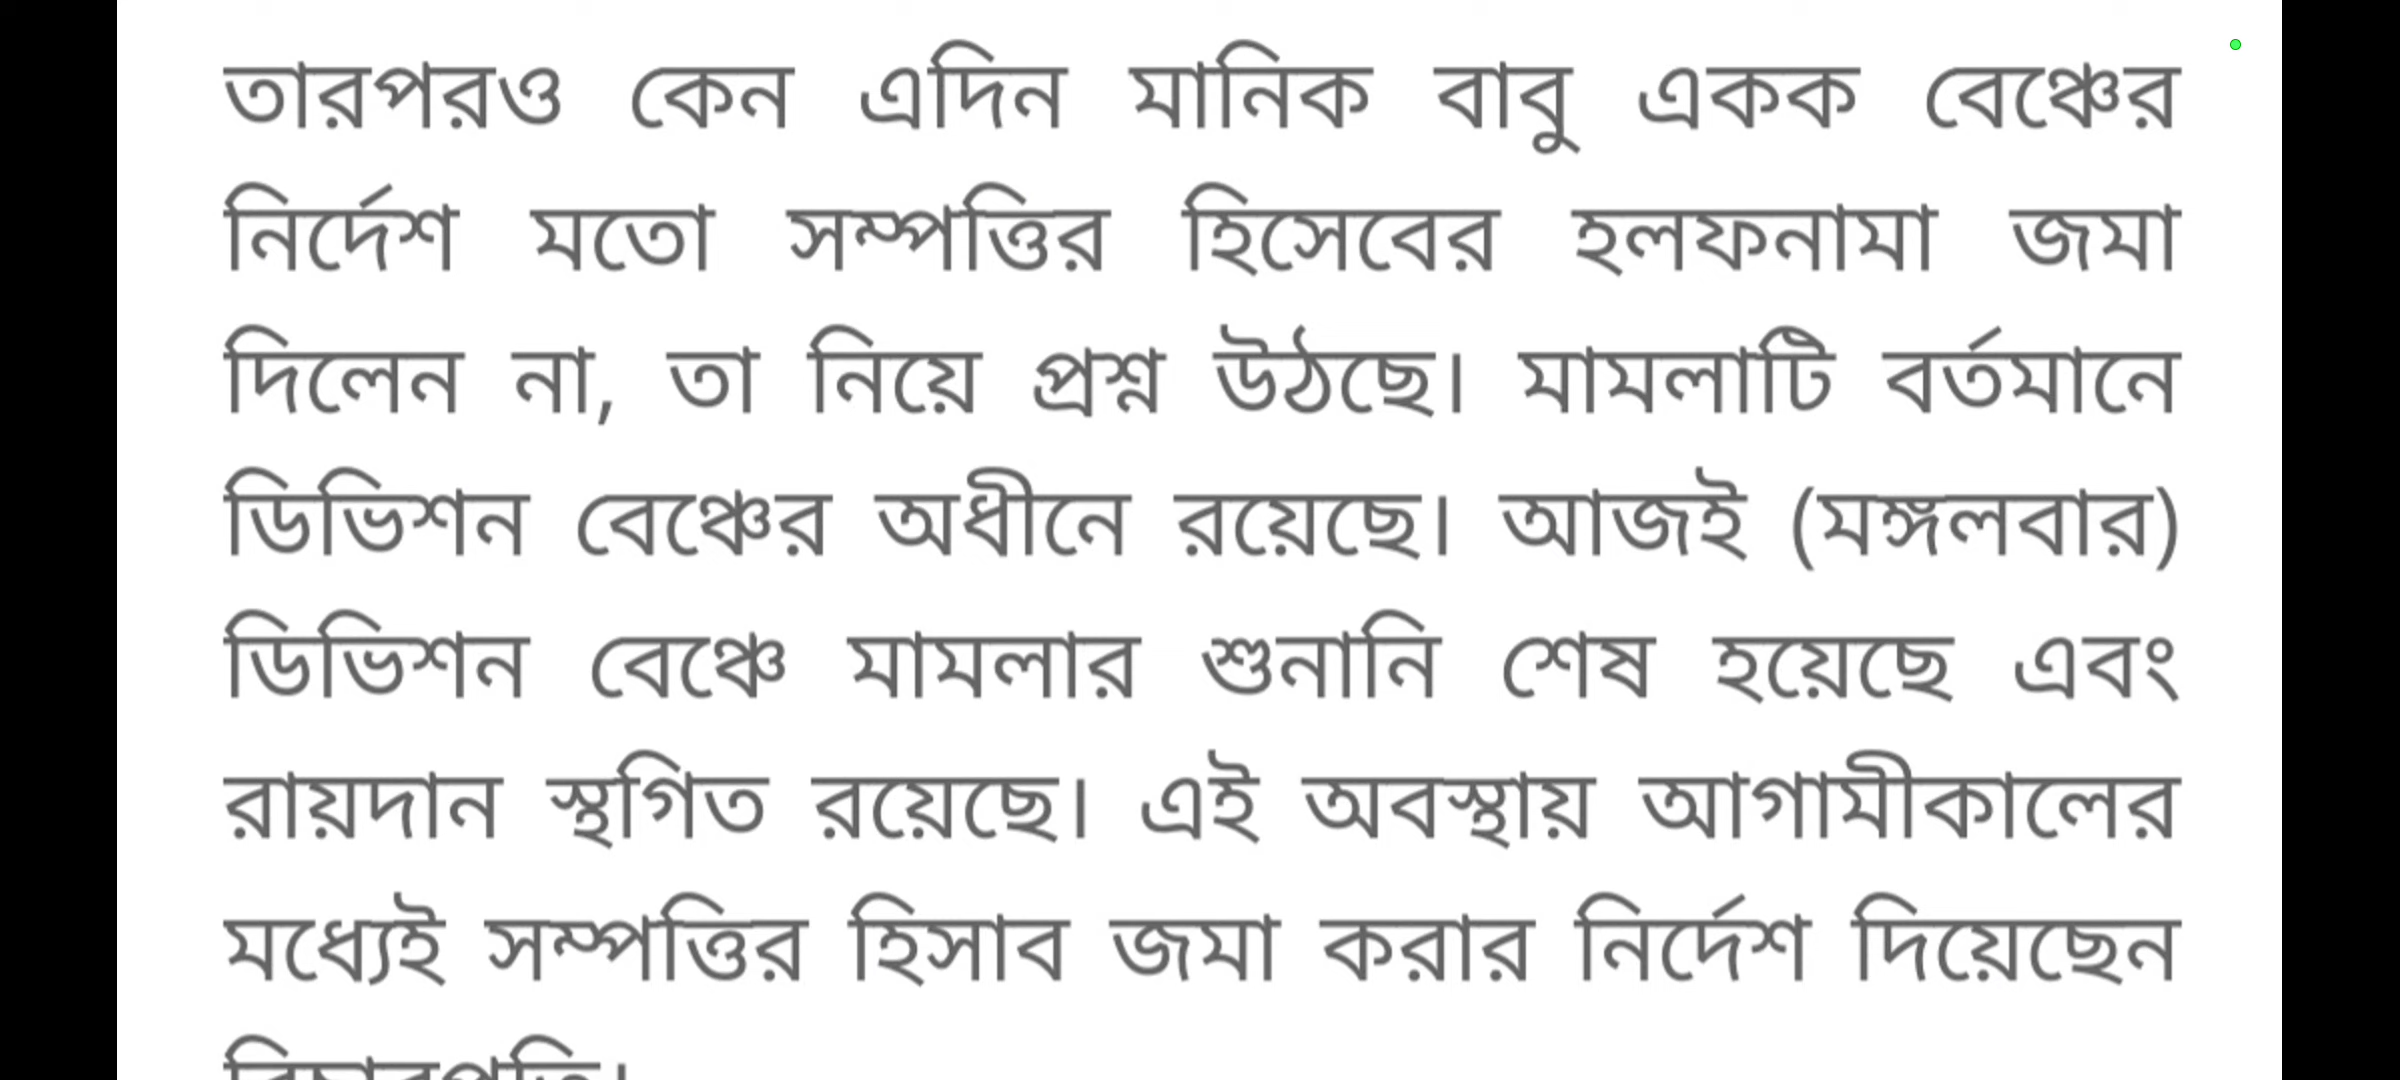 তারপরও কেন এদিন মানিক বাবু একক বেঞ্চের
নির্দেশ মতো সম্পত্তির হিসেবের হলফনামা জমা
দিলেন না, তা নিয়ে প্রশ্ন উঠছে। মামলাটি বর্তমানে
ডিভিশন বেঞ্চের অধীনে রয়েছে। আজই (মঙ্গলবার)
ডিভিশন বেঞ্চে মামলার শুনানি শেষ হয়েছে এবং
রায়দান স্থগিত রয়েছে। এই অবস্থায় আগামীকালের
মধ্যেই সম্পত্তির হিসাব জমা করার নির্দেশ দিয়েছেন
বিচারপতি।